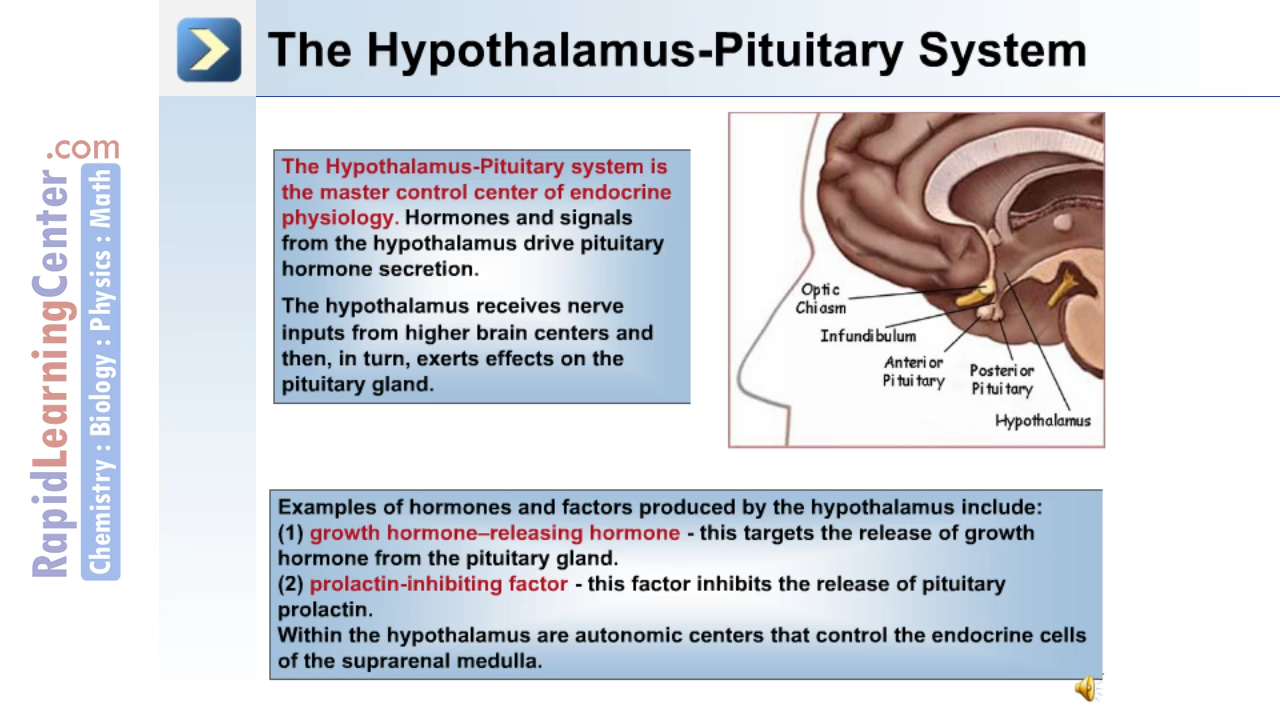 The Hypothalamus-Pituitary System
RapidLearningCenter.com
Chemistry : Biology : Physics : Math
The Hypothalamus-Pituitary system is
the master control center of endocrine
physiology. Hormones and signals
from the hypothalamus drive pituitary
hormone secretion.
The hypothalamus receives nerve
inputs from higher brain centers and
then, in turn, exerts effects on the
pituitary gland.
Optic
Chiasm
Infundibulum
Anterior
Pituitary
Posterior
Pituitary
Hypothalamus
Examples of hormones and factors produced by the hypothalamus include:
(1) growth hormone–releasing hormone - this targets the release of growth
hormone from the pituitary gland.
(2) prolactin-inhibiting factor - this factor inhibits the release of pituitary
prolactin.
Within the hypothalamus are autonomic centers that control the endocrine cells
of the suprarenal medulla.